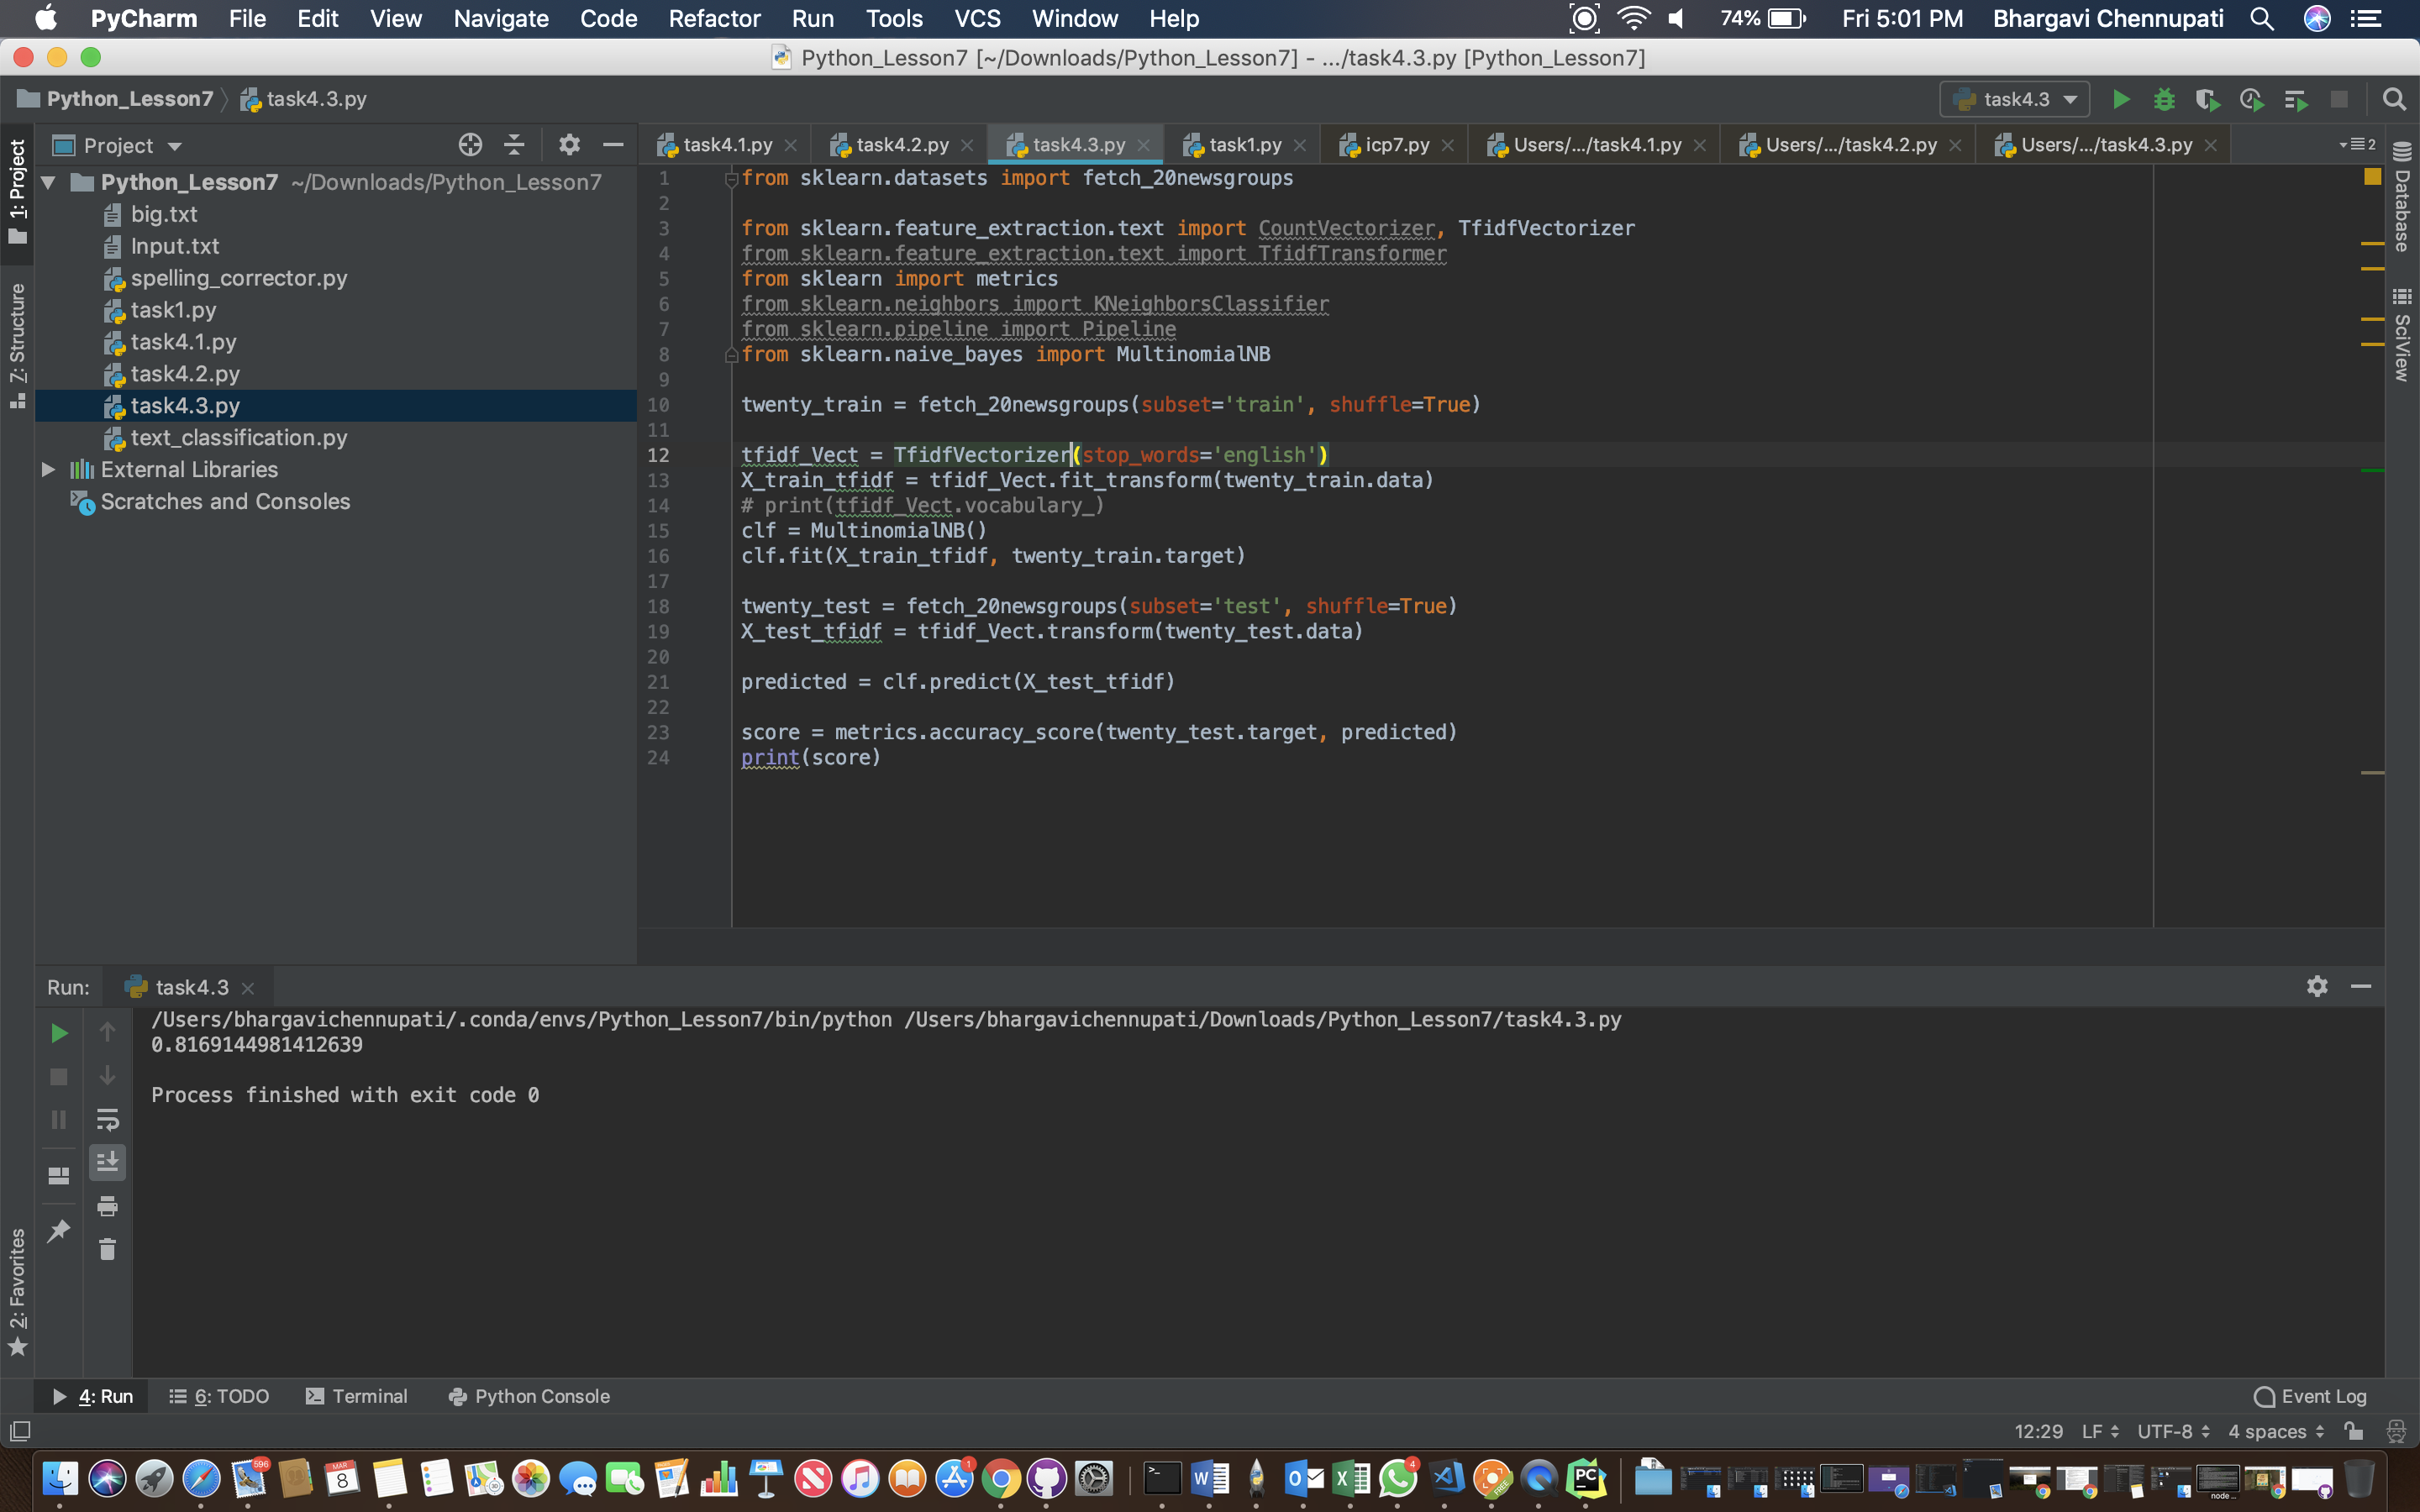 PyCharm File Edit View Navigate Code Refactor Run Tools VCS Window Help 74% Fri 5:01 PM Bhargavi Chennupati
Python_Lesson7 [~/Downloads/Python_Lesson7] - .../task4.3.py [Python_Lesson7]
Python_Lesson7 task4.3.py task4.3
Project
task4.1.py task4.2.py task4.3.py task1.py icp7.py Users/.../task4.1.py Users/.../task4.2.py Users/.../task4.3.py 2
1: Project
7: Structure
2: Favorites
Python_Lesson7 ~/Downloads/Python_Lesson7
big.txt
Input.txt
spelling_corrector.py
task1.py
task4.1.py
task4.2.py
task4.3.py
text_classification.py
External Libraries
Scratches and Consoles
1 from sklearn.datasets import fetch_20newsgroups
2
3 from sklearn.feature_extraction.text import CountVectorizer, TfidfVectorizer
4 from sklearn.feature_extraction.text import TfidfTransformer
5 from sklearn import metrics
6 from sklearn.neighbors import KNeighborsClassifier
7 from sklearn.pipeline import Pipeline
8 from sklearn.naive_bayes import MultinomialNB
9
10 twenty_train = fetch_20newsgroups(subset='train', shuffle=True)
11
12 tfidf_Vect = TfidfVectorizer(stop_words='english')
13 X_train_tfidf = tfidf_Vect.fit_transform(twenty_train.data)
14 # print(tfidf_Vect.vocabulary_)
15 clf = MultinomialNB()
16 clf.fit(X_train_tfidf, twenty_train.target)
17
18 twenty_test = fetch_20newsgroups(subset='test', shuffle=True)
19 X_test_tfidf = tfidf_Vect.transform(twenty_test.data)
20
21 predicted = clf.predict(X_test_tfidf)
22
23 score = metrics.accuracy_score(twenty_test.target, predicted)
24 print(score)
Database
SciView
Run: task4.3
/Users/bhargavichennupati/.conda/envs/Python_Lesson7/bin/python /Users/bhargavichennupati/Downloads/Python_Lesson7/task4.3.py
0.8169144981412639
Process finished with exit code 0
4: Run 6: TODO Terminal Python Console Event Log
12:29 LF UTF-8 4 spaces
596 MAR 8 1 4 PC FREE node ...